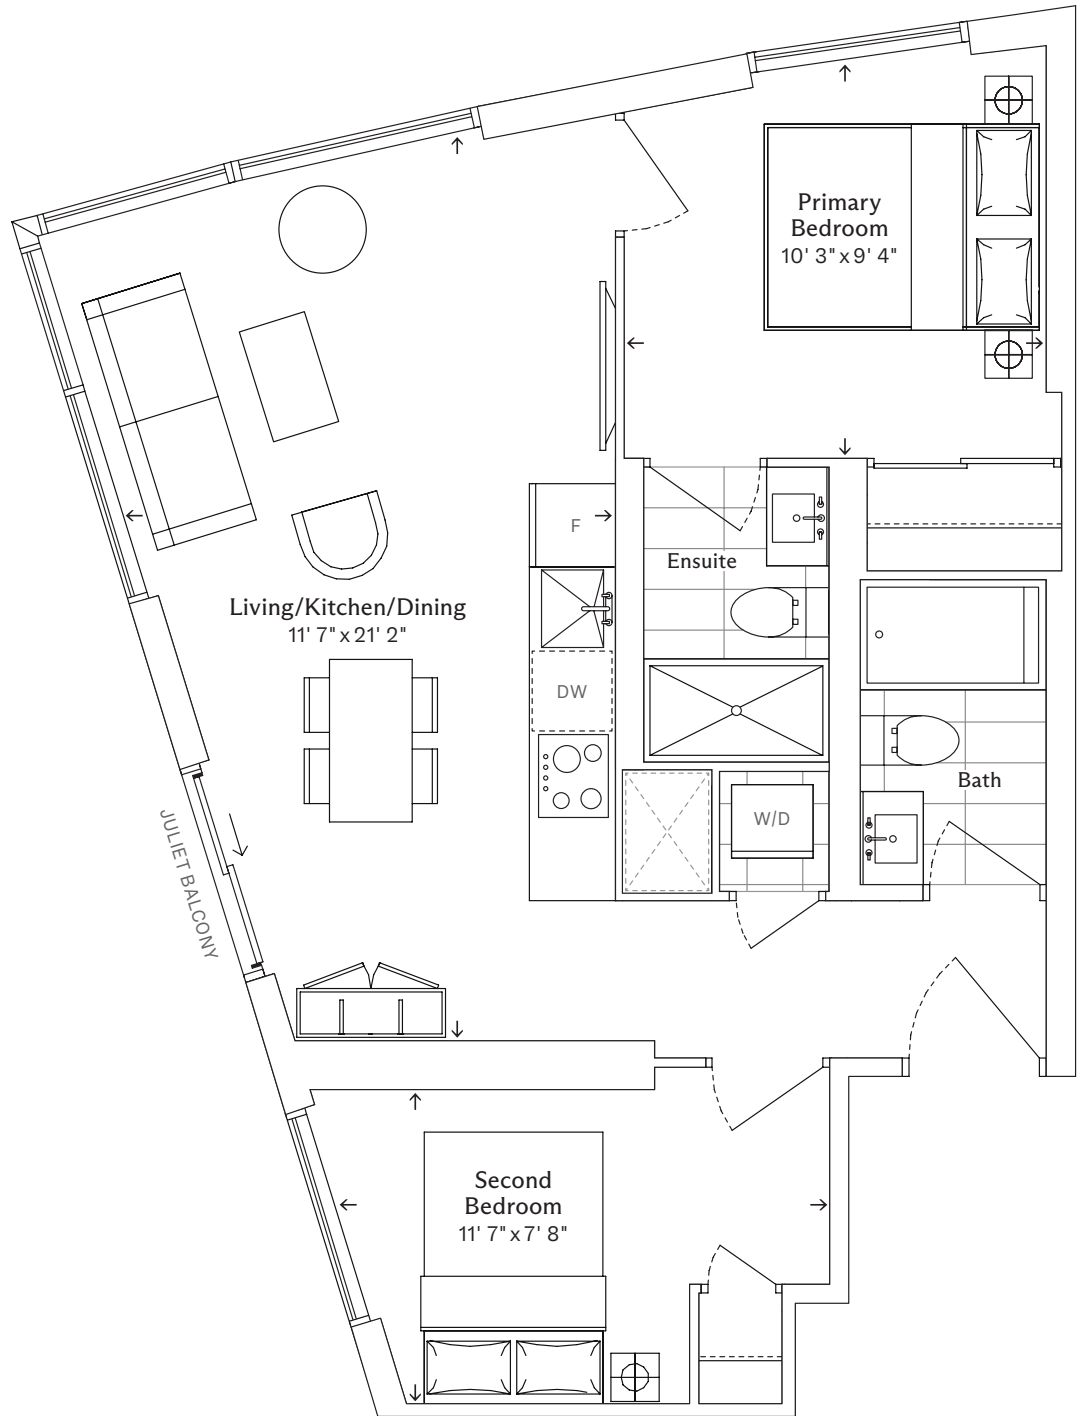 Primary
Bedroom
10' 3" x 9' 4"
F
Ensuite
Living/Kitchen/Dining
11' 7" x 21' 2"
DW
Bath
W/D
JULIET BALCONY
Second
Bedroom
11' 7" x 7' 8"